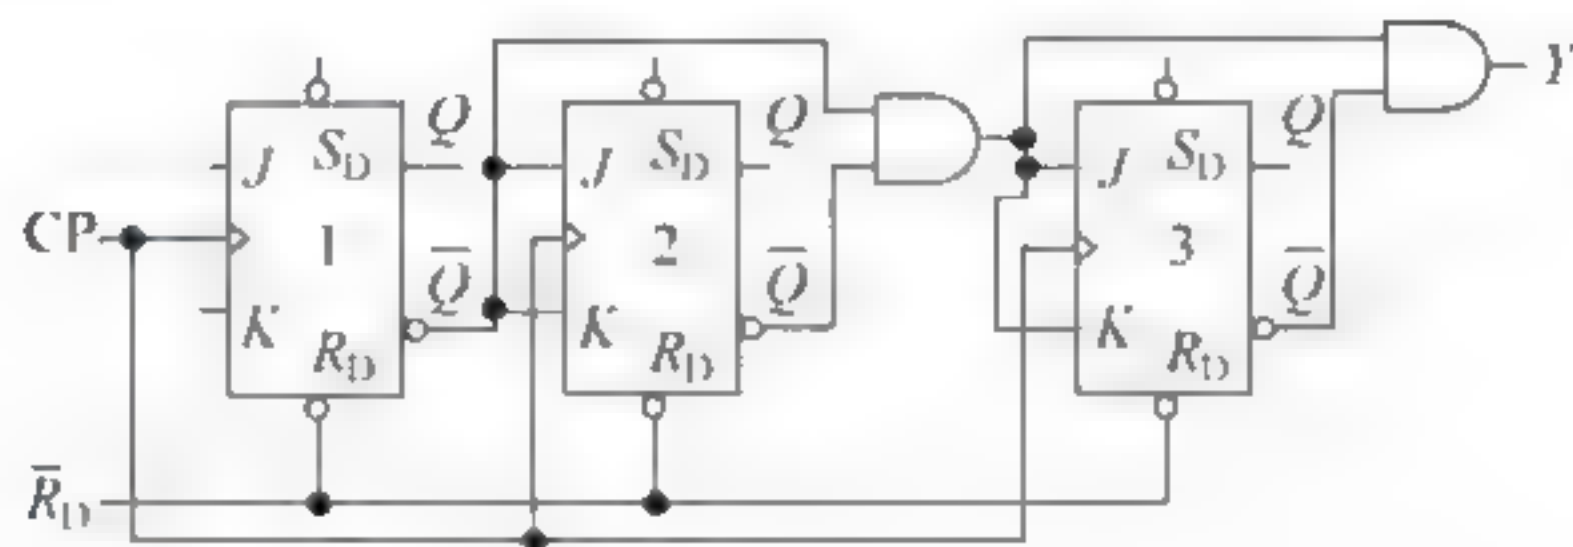 Q Q Q Y
J S_D J S_D J S_D
CP 1 2 3
Q̅ Q̅ Q̅
K R_D K R_D K R_D
R̅_D